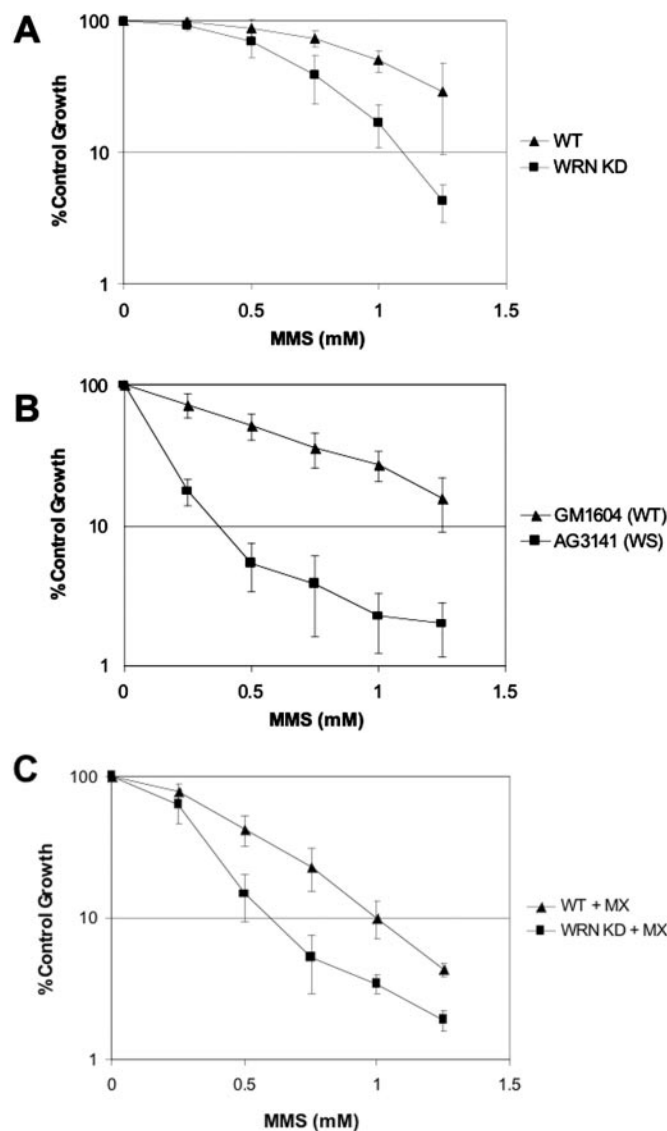 A
100
10
1
%Control Growth
0
0.5
1
1.5
MMS (mM)
WT
WRN KD
B
100
10
1
%Control Growth
0
0.5
1
1.5
MMS (mM)
GM1604 (WT)
AG3141 (WS)
C
100
10
1
%Control Growth
0
0.5
1
1.5
MMS (mM)
WT + MX
WRN KD + MX